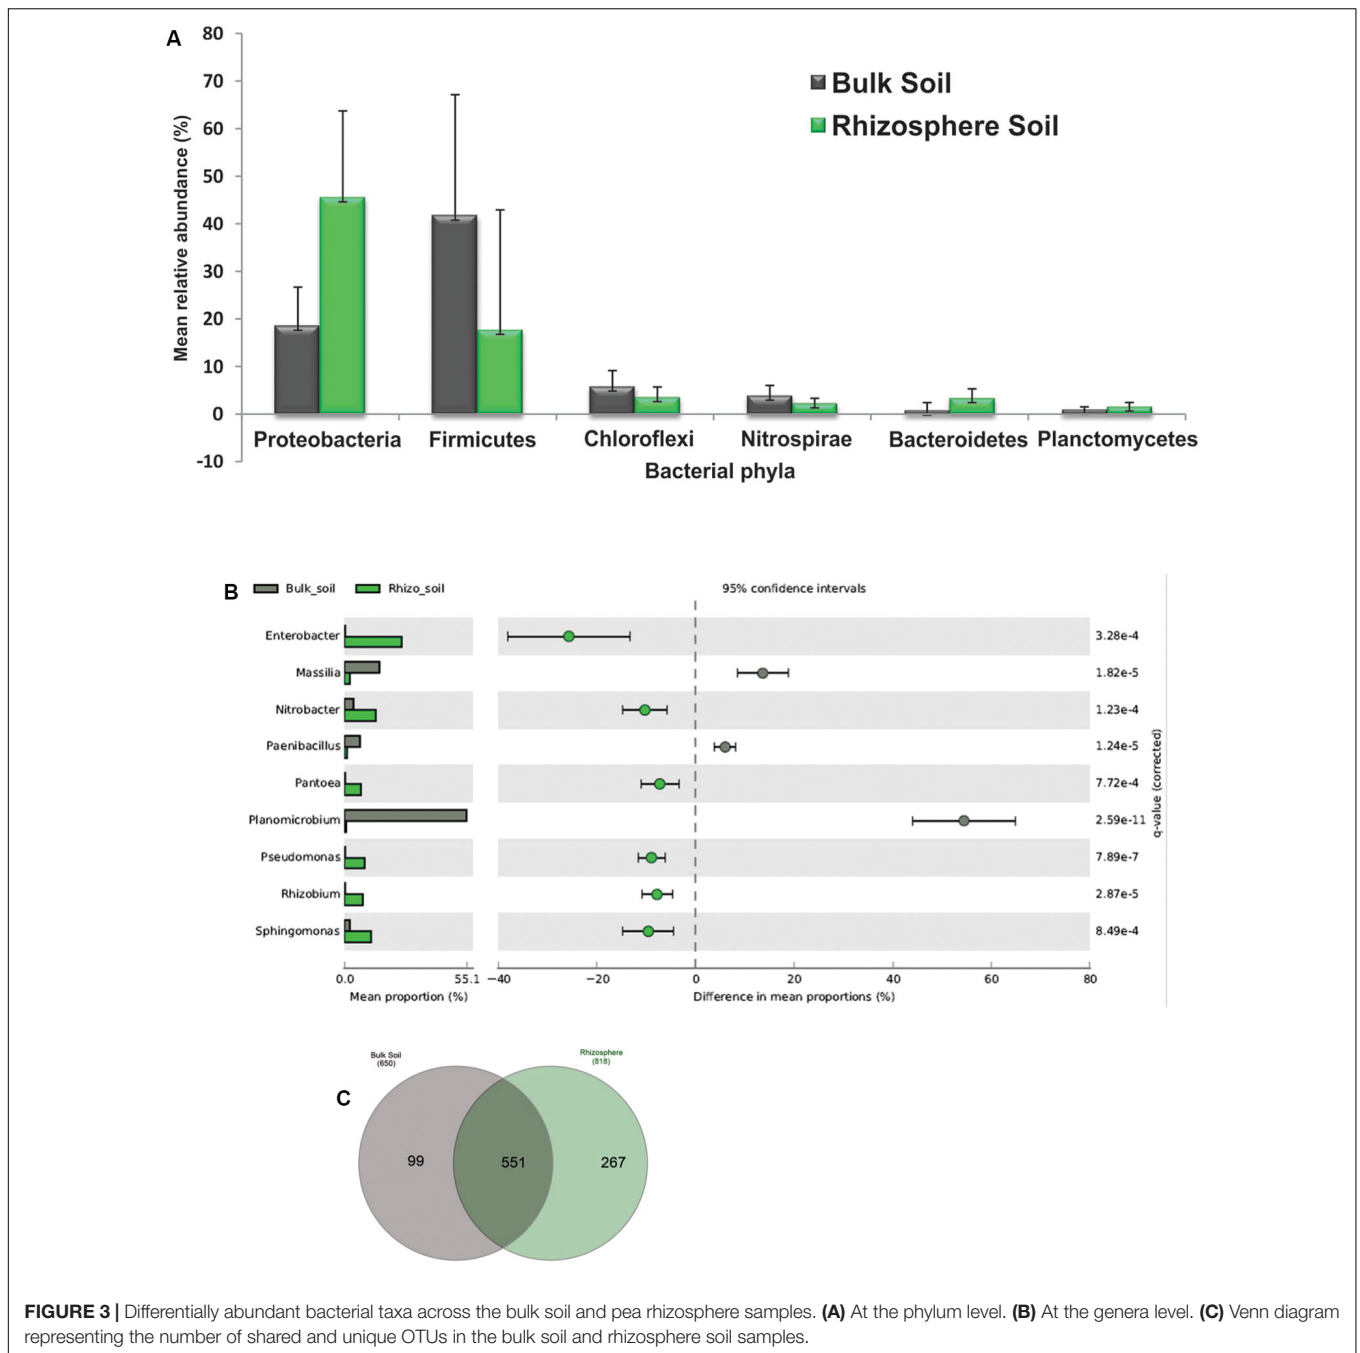 A
80
70
60
50
40
30
20
10
0
-10
Mean relative abundance (%)
Bulk Soil
Rhizosphere Soil
Proteobacteria Firmicutes Chloroflexi Nitrospirae Bacteroidetes Planctomycetes
Bacterial phyla
B
Bulk_soil Rhizo_soil 95% confidence intervals
Enterobacter 3.28e-4
Massilia 1.82e-5
Nitrobacter 1.23e-4
Paenibacillus 1.24e-5
Pantoea 7.72e-4
Planomicrobium 2.59e-11
Pseudomonas 7.89e-7
Rhizobium 2.87e-5
Sphingomonas 8.49e-4
q-value (corrected)
0.0 55.1 −40 −20 0 20 40 60 80
Mean proportion (%) Difference in mean proportions (%)
C
Bulk Soil
(650)
Rhizosphere
(818)
99 551 267
FIGURE 3 | Differentially abundant bacterial taxa across the bulk soil and pea rhizosphere samples. (A) At the phylum level. (B) At the genera level. (C) Venn diagram
representing the number of shared and unique OTUs in the bulk soil and rhizosphere soil samples.